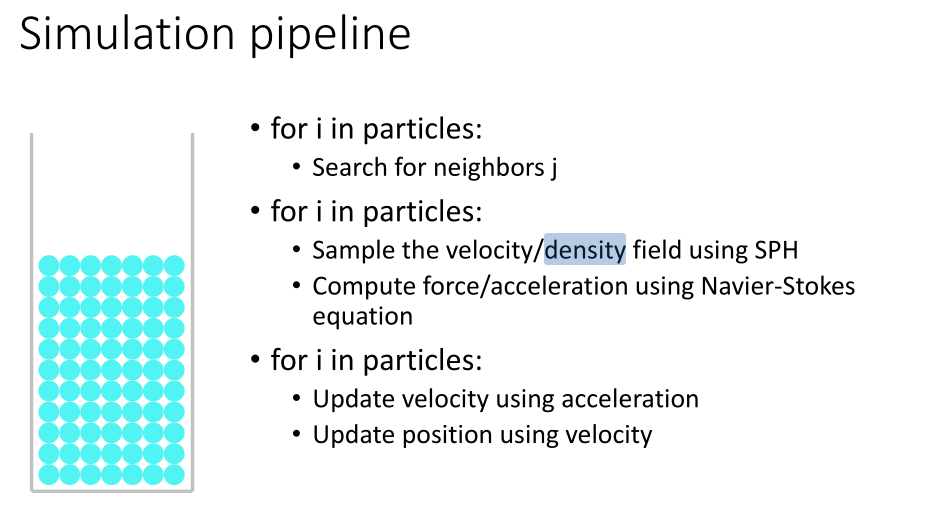 Simulation pipeline
• for i in particles:
• Search for neighbors j
• for i in particles:
• Sample the velocity/density field using SPH
• Compute force/acceleration using Navier-Stokes
equation
• for i in particles:
• Update velocity using acceleration
• Update position using velocity